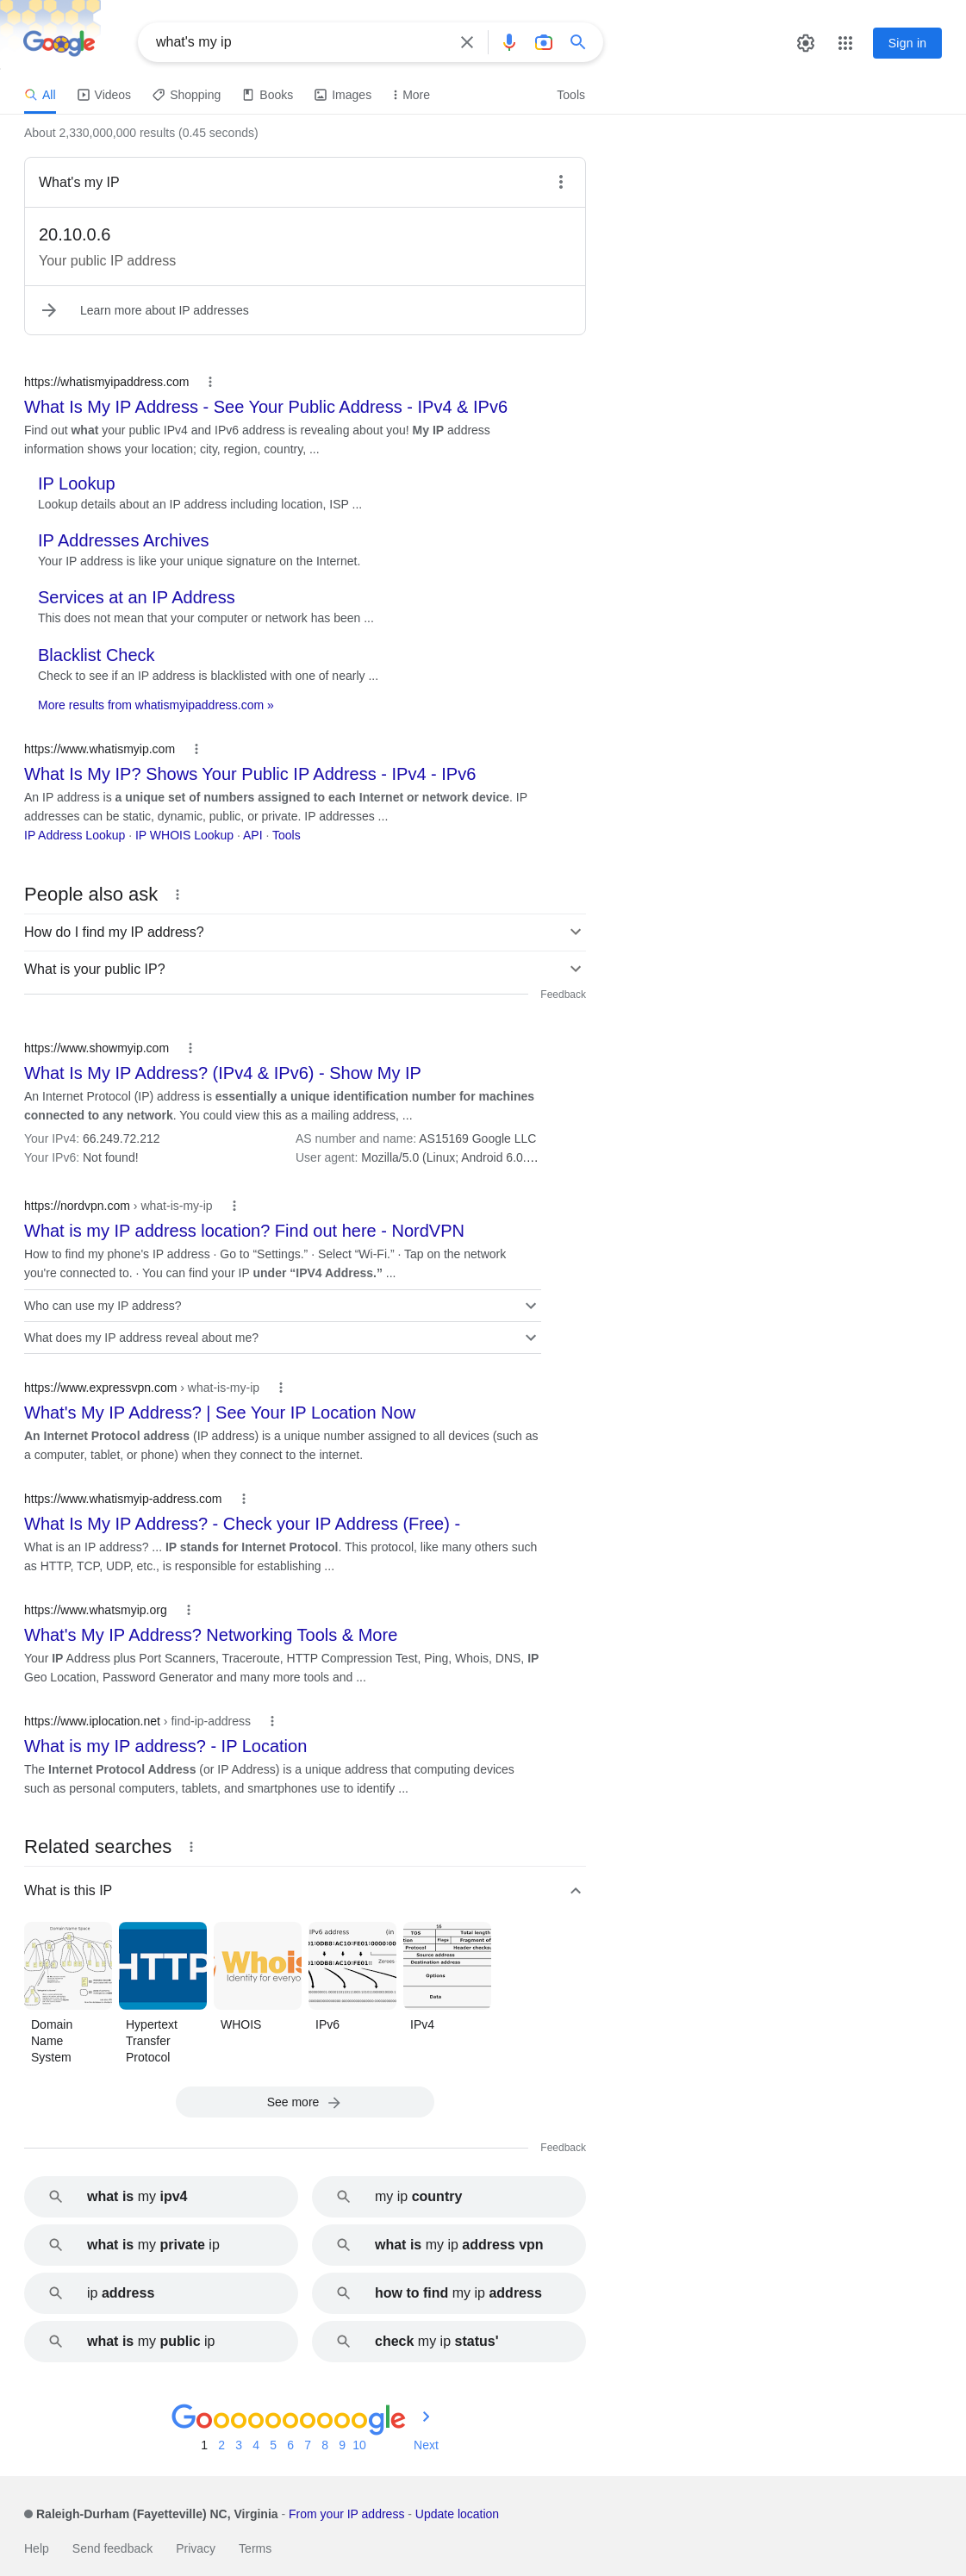 Google
what's my ip
Sign in
All Videos Shopping Books Images More Tools
About 2,330,000,000 results (0.45 seconds)
What's my IP
20.10.0.6
Your public IP address
Learn more about IP addresses
https://whatismyipaddress.com
What Is My IP Address - See Your Public Address - IPv4 & IPv6
Find out what your public IPv4 and IPv6 address is revealing about you! My IP address
information shows your location; city, region, country, ...
IP Lookup
Lookup details about an IP address including location, ISP ...
IP Addresses Archives
Your IP address is like your unique signature on the Internet.
Services at an IP Address
This does not mean that your computer or network has been ...
Blacklist Check
Check to see if an IP address is blacklisted with one of nearly ...
More results from whatismyipaddress.com »
https://www.whatismyip.com
What Is My IP? Shows Your Public IP Address - IPv4 - IPv6
An IP address is a unique set of numbers assigned to each Internet or network device. IP
addresses can be static, dynamic, public, or private. IP addresses ...
IP Address Lookup · IP WHOIS Lookup · API · Tools
People also ask
How do I find my IP address?
What is your public IP?
Feedback
https://www.showmyip.com
What Is My IP Address? (IPv4 & IPv6) - Show My IP
An Internet Protocol (IP) address is essentially a unique identification number for machines
connected to any network. You could view this as a mailing address, ...
Your IPv4: 66.249.72.212 AS number and name: AS15169 Google LLC
Your IPv6: Not found! User agent: Mozilla/5.0 (Linux; Android 6.0....
https://nordvpn.com › what-is-my-ip
What is my IP address location? Find out here - NordVPN
How to find my phone's IP address · Go to “Settings.” · Select “Wi-Fi.” · Tap on the network
you're connected to. · You can find your IP under “IPV4 Address.” ...
Who can use my IP address?
What does my IP address reveal about me?
https://www.expressvpn.com › what-is-my-ip
What's My IP Address? | See Your IP Location Now
An Internet Protocol address (IP address) is a unique number assigned to all devices (such as
a computer, tablet, or phone) when they connect to the internet.
https://www.whatismyip-address.com
What Is My IP Address? - Check your IP Address (Free) -
What is an IP address? ... IP stands for Internet Protocol. This protocol, like many others such
as HTTP, TCP, UDP, etc., is responsible for establishing ...
https://www.whatsmyip.org
What's My IP Address? Networking Tools & More
Your IP Address plus Port Scanners, Traceroute, HTTP Compression Test, Ping, Whois, DNS, IP
Geo Location, Password Generator and many more tools and ...
https://www.iplocation.net › find-ip-address
What is my IP address? - IP Location
The Internet Protocol Address (or IP Address) is a unique address that computing devices
such as personal computers, tablets, and smartphones use to identify ...
Related searches
What is this IP
Domain Name Space
HTTP
Whois
Identity for everyo
IPv6 address (in
Zeroes
TOS Total length
Flags Fragment of
Protocol Header checks
Source address
Destination address
Options
Data
Domain Name System
Hypertext Transfer Protocol
WHOIS
IPv6
IPv4
See more
Feedback
what is my ipv4
my ip country
what is my private ip
what is my ip address vpn
ip address
how to find my ip address
what is my public ip
check my ip status'
Goooooooooogle
1 2 3 4 5 6 7 8 9 10 Next
Raleigh-Durham (Fayetteville) NC, Virginia - From your IP address - Update location
Help Send feedback Privacy Terms